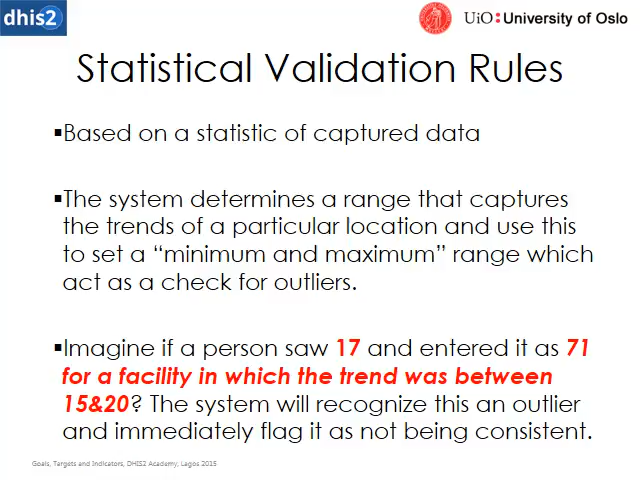 dhis2
UiO:University of Oslo
Statistical Validation Rules
▪Based on a statistic of captured data
▪The system determines a range that captures
the trends of a particular location and use this
to set a “minimum and maximum” range which
act as a check for outliers.
▪Imagine if a person saw 17 and entered it as 71
for a facility in which the trend was between
15&20? The system will recognize this an outlier
and immediately flag it as not being consistent.
Goals, Targets and Indicators, DHIS2 Academy, Lagos 2015